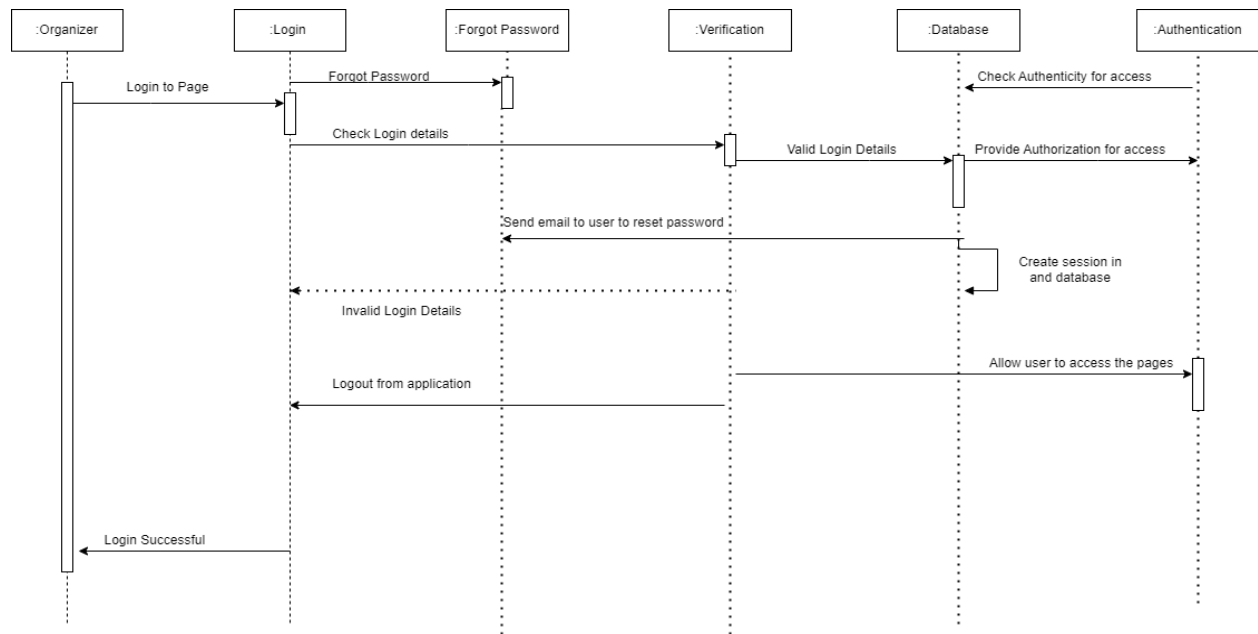 :Organizer
:Login
:Forgot Password
:Verification
:Database
:Authentication
Forgot Password
Check Authenticity for access
Login to Page
Check Login details
Valid Login Details
Provide Authorization for access
Send email to user to reset password
Create session in
and database
Invalid Login Details
Allow user to access the pages
Logout from application
Login Successful